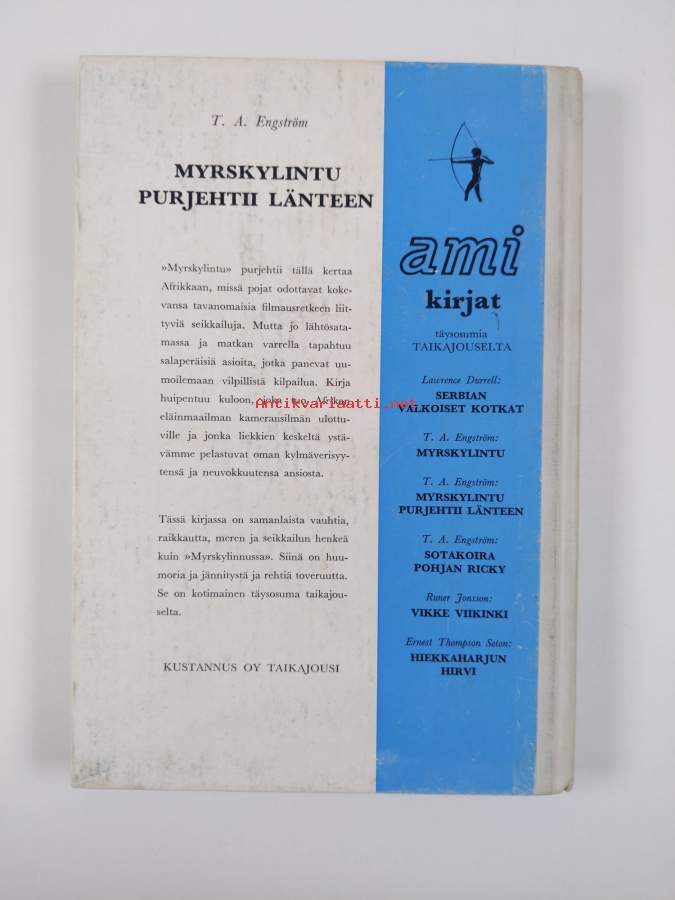 T. A. Engström
MYRSKYLINTU
PURJEHTII LÄNTEEN
»Myrskylintu» purjehtii tällä kertaa
Afrikkaan, missä pojat odottavat koke-
vansa tavanomaisia filmausretkeen liit-
tyviä seikkailuja. Mutta jo lähtösata-
massa ja matkan varrella tapahtuu
salaperäisiä asioita, jotka panevat uu-
moilemaan vilpillistä kilpailua. Kirja
huipentuu kuloon, joka tuo Afrikan
eläinmaailman kameransilmän ulottu-
ville ja jonka liekkien keskeltä ystä-
vämme pelastuvat oman kylmäverisyy-
tensä ja neuvokkuutensa ansiosta.
Tässä kirjassa on samanlaista vauhtia,
raikkautta, meren ja seikkailun henkeä
kuin »Myrskylinnussa». Siinä on huu-
moria ja jännitystä ja rehtiä toveruutta.
Se on kotimainen täysosuma taikajou-
selta.
KUSTANNUS OY TAIKAJOUSI
ami
kirjat
täysosumia
TAIKAJOUSELTA
Lawrence Durrell:
SERBIAN
VALKOISET KOTKAT
T. A. Engström:
MYRSKYLINTU
T. A. Engström:
MYRSKYLINTU
PURJEHTII LÄNTEEN
T. A. Engström:
SOTAKOIRA
POHJAN RICKY
Runer Jonsson:
VIKKE VIIKINKI
Ernest Thompson Seton:
HIEKKAHARJUN
HIRVI
Antikvariaatti.net